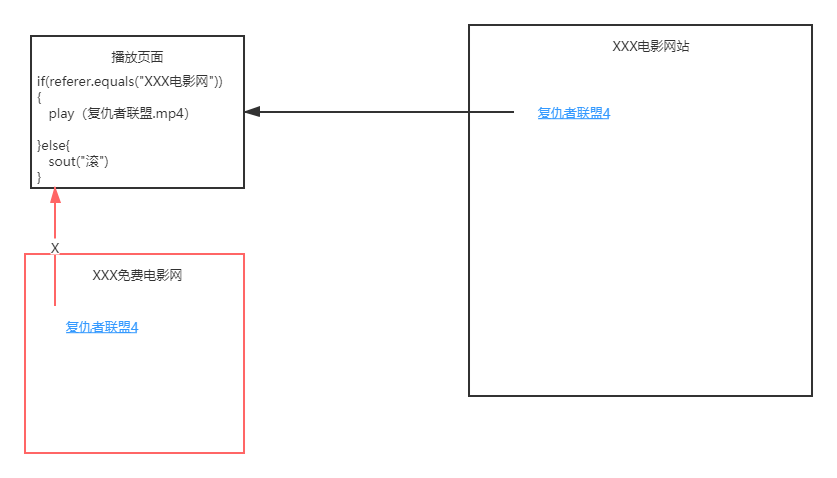 播放页面
if(referer.equals("XXX电影网"))
{
play（复仇者联盟.mp4）
}else{
sout("滚")
}
XXX电影网站
复仇者联盟4
X
XXX免费电影网
复仇者联盟4